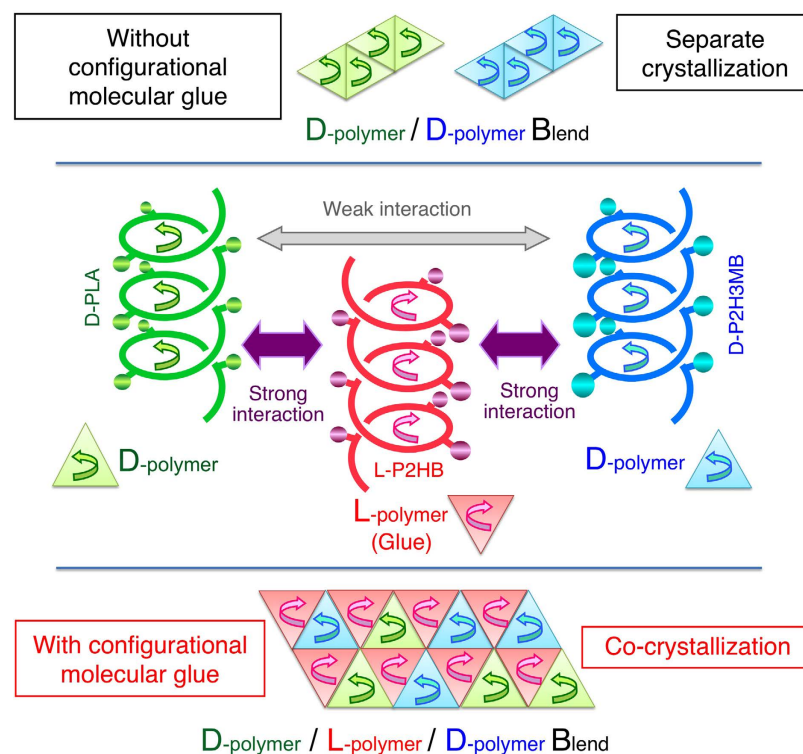 Without
configurational
molecular glue
Separate
crystallization
D-polymer / D-polymer Blend
Weak interaction
D-PLA
D-P2H3MB
Strong
interaction
Strong
interaction
D-polymer
L-P2HB
D-polymer
L-polymer
(Glue)
With configurational
molecular glue
Co-crystallization
D-polymer / L-polymer / D-polymer Blend